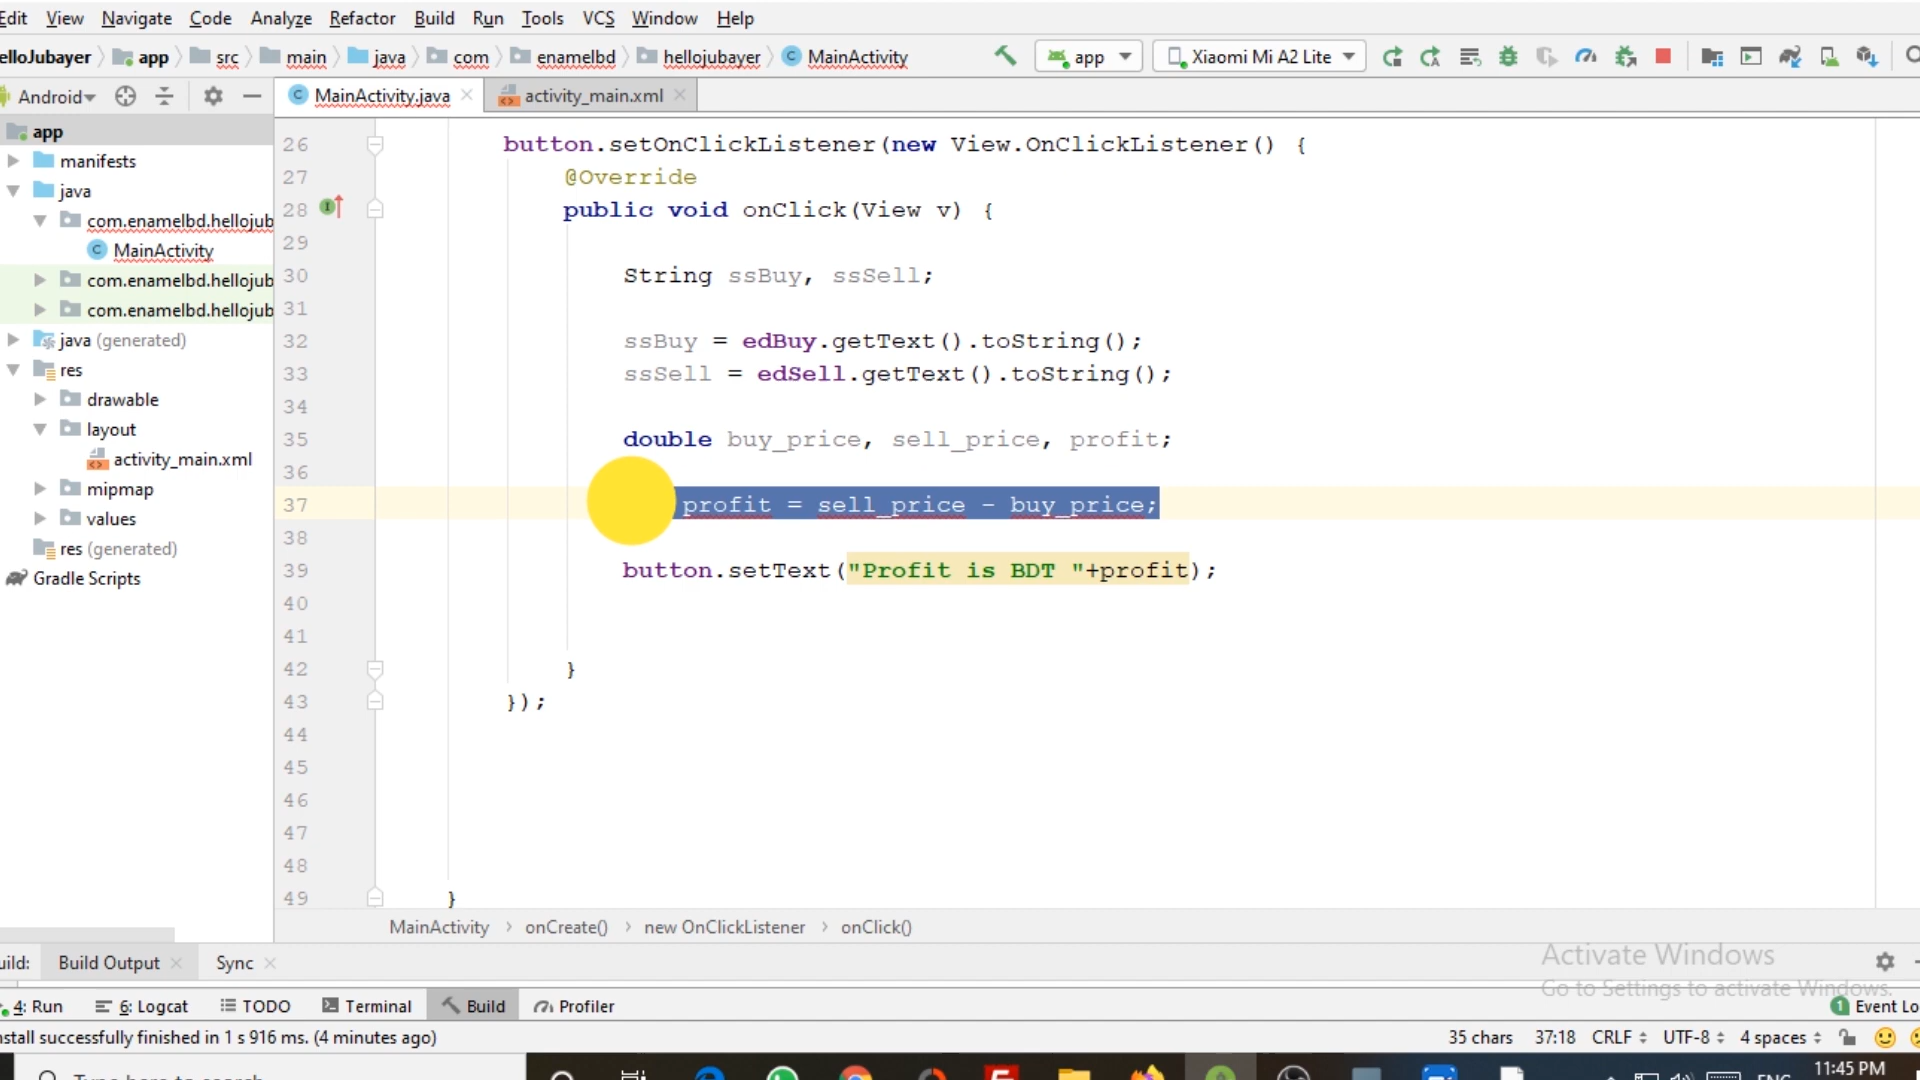 Edit View Navigate Code Analyze Refactor Build Run Tools VCS Window Help
elloJubayer app src main java com enamelbd hellojubayer MainActivity app Xiaomi Mi A2 Lite
Android MainActivity.java activity_main.xml
app
manifests
java
com.enamelbd.hellojub
MainActivity
com.enamelbd.hellojub
com.enamelbd.hellojub
java (generated)
res
drawable
layout
activity_main.xml
mipmap
values
res (generated)
Gradle Scripts
26 button.setOnClickListener(new View.OnClickListener() {
27 @Override
28 public void onClick(View v) {
29
30 String ssBuy, ssSell;
31
32 ssBuy = edBuy.getText().toString();
33 ssSell = edSell.getText().toString();
34
35 double buy_price, sell_price, profit;
36
37 profit = sell_price - buy_price;
38
39 button.setText("Profit is BDT "+profit);
40
41
42 }
43 });
44
45
46
47
48
49 }
MainActivity › onCreate() › new OnClickListener › onClick()
uild: Build Output Sync
Activate Windows
Go to Settings to activate Windows.
4: Run 6: Logcat TODO Terminal Build Profiler 1 Event Lo
nstall successfully finished in 1 s 916 ms. (4 minutes ago) 35 chars 37:18 CRLF UTF-8 4 spaces
Type here to search ENG 11:45 PM